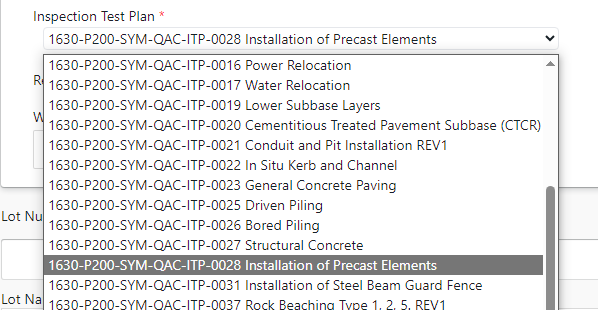 Inspection Test Plan *
1630-P200-SYM-QAC-ITP-0028 Installation of Precast Elements
1630-P200-SYM-QAC-ITP-0016 Power Relocation
1630-P200-SYM-QAC-ITP-0017 Water Relocation
1630-P200-SYM-QAC-ITP-0019 Lower Subbase Layers
1630-P200-SYM-QAC-ITP-0020 Cementitious Treated Pavement Subbase (CTCR)
1630-P200-SYM-QAC-ITP-0021 Conduit and Pit Installation REV1
1630-P200-SYM-QAC-ITP-0022 In Situ Kerb and Channel
1630-P200-SYM-QAC-ITP-0023 General Concrete Paving
1630-P200-SYM-QAC-ITP-0025 Driven Piling
1630-P200-SYM-QAC-ITP-0026 Bored Piling
1630-P200-SYM-QAC-ITP-0027 Structural Concrete
1630-P200-SYM-QAC-ITP-0028 Installation of Precast Elements
1630-P200-SYM-QAC-ITP-0031 Installation of Steel Beam Guard Fence
1630-P200-SYM-QAC-ITP-0037 Rock Beaching Type 1, 2, 5, REV1
Lot Nu
Lot Na